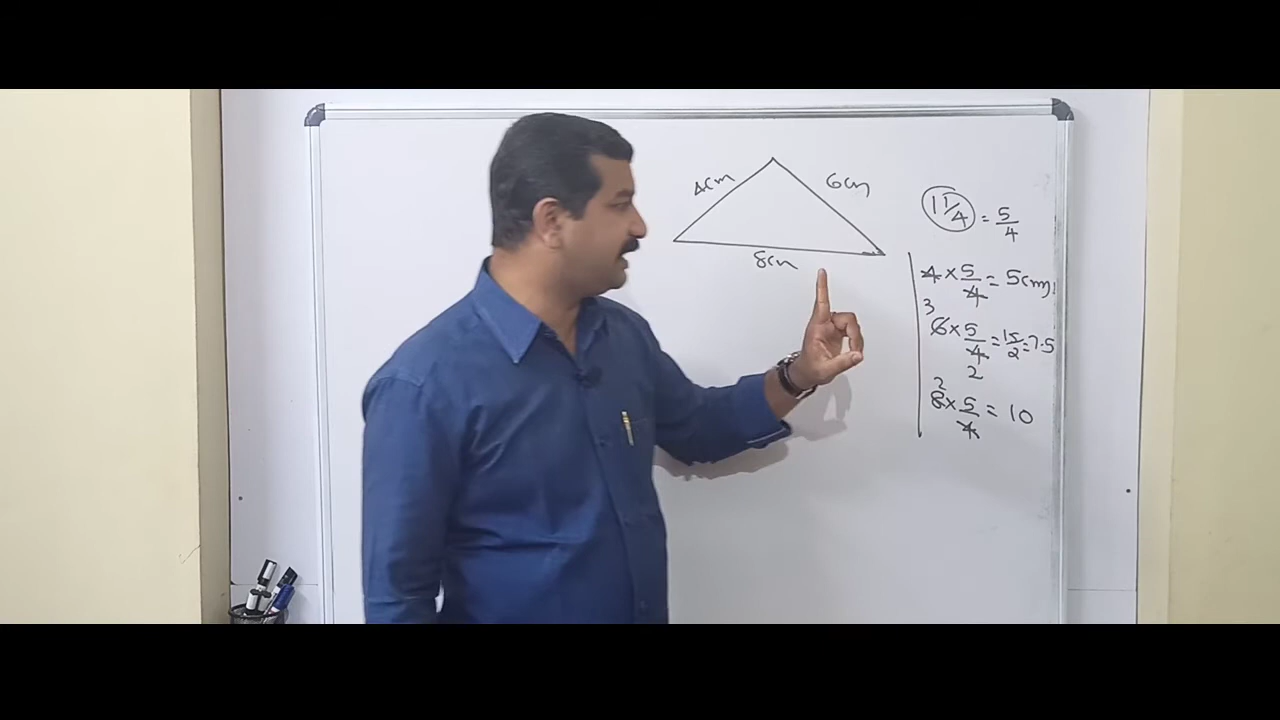 4cm
6cm
8cm
1 1/4 = 5/4
4 × 5/4 = 5cm
3
6 × 5/4 = 15/2 = 7.5
2
2
8 × 5/4 = 10